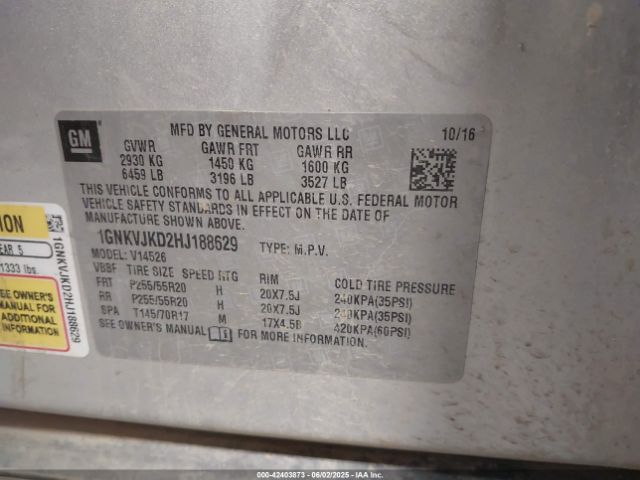 GM
MFD BY GENERAL MOTORS LLC 10/16
GVWR GAWR FRT GAWR RR
2930 KG 1450 KG 1600 KG
6459 LB 3196 LB 3527 LB
THIS VEHICLE CONFORMS TO ALL APPLICABLE U.S. FEDERAL MOTOR
VEHICLE SAFETY STANDARDS IN EFFECT ON THE DATE OF
MANUFACTURE SHOWN ABOVE.
1GNKVJKD2HJ188629 TYPE: M.P.V.
MODEL: V14526
VBBF TIRE SIZE SPEED RTG RIM COLD TIRE PRESSURE
FRT P255/55R20 H 20X7.5J 240KPA(35PSI)
RR P255/55R20 H 20X7.5J 240KPA(35PSI)
SPA T145/70R17 M 17X4.5B 420KPA(60PSI)
SEE OWNER'S MANUAL FOR MORE INFORMATION.
ION
EAR 5
1333 lbs.
SEE OWNER'S
MANUAL FOR
ADDITIONAL
INFORMATION
1GNKVJKD2HJ188629
000-42403873 - 06/02/2025 - IAAI.COM